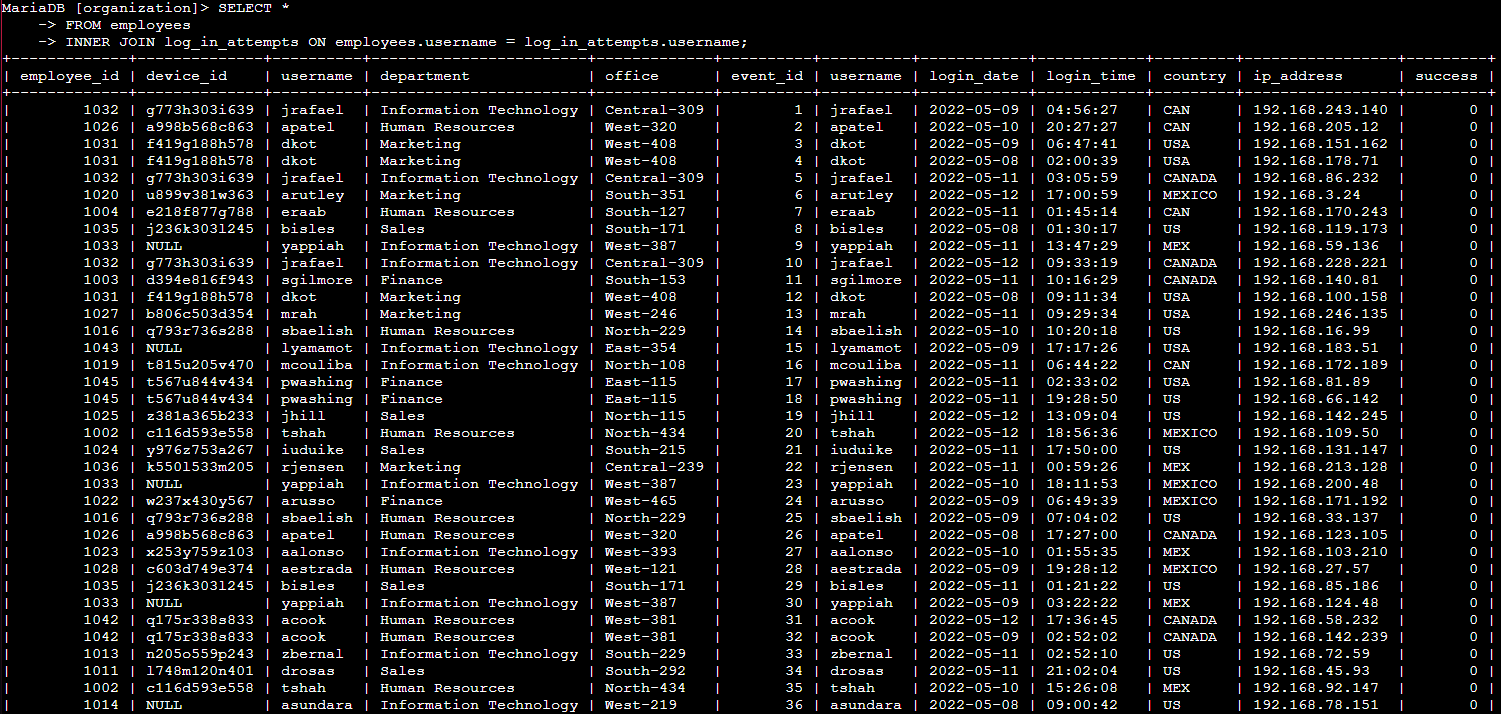 MariaDB [organization]> SELECT *
    -> FROM employees
    -> INNER JOIN log_in_attempts ON employees.username = log_in_attempts.username;
+-------------+--------------+----------+------------------------+-------------+----------+----------+------------+------------+---------+-----------------+---------+
| employee_id | device_id    | username | department             | office      | event_id | username | login_date | login_time | country | ip_address      | success |
+-------------+--------------+----------+------------------------+-------------+----------+----------+------------+------------+---------+-----------------+---------+
| 1032 | g773h303i639 | jrafael | Information Technology | Central-309 | 1 | jrafael | 2022-05-09 | 04:56:27 | CAN | 192.168.243.140 | 0 |
| 1026 | a998b568c863 | apatel | Human Resources | West-320 | 2 | apatel | 2022-05-10 | 20:27:27 | CAN | 192.168.205.12 | 0 |
| 1031 | f419g188h578 | dkot | Marketing | West-408 | 3 | dkot | 2022-05-09 | 06:47:41 | USA | 192.168.151.162 | 0 |
| 1031 | f419g188h578 | dkot | Marketing | West-408 | 4 | dkot | 2022-05-08 | 02:00:39 | USA | 192.168.178.71 | 0 |
| 1032 | g773h303i639 | jrafael | Information Technology | Central-309 | 5 | jrafael | 2022-05-11 | 03:05:59 | CANADA | 192.168.86.232 | 0 |
| 1020 | u899v381w363 | arutley | Marketing | South-351 | 6 | arutley | 2022-05-12 | 17:00:59 | MEXICO | 192.168.3.24 | 0 |
| 1004 | e218f877g788 | eraab | Human Resources | South-127 | 7 | eraab | 2022-05-11 | 01:45:14 | CAN | 192.168.170.243 | 0 |
| 1035 | j236k303l245 | bisles | Sales | South-171 | 8 | bisles | 2022-05-08 | 01:30:17 | US | 192.168.119.173 | 0 |
| 1033 | NULL | yappiah | Information Technology | West-387 | 9 | yappiah | 2022-05-11 | 13:47:29 | MEX | 192.168.59.136 | 0 |
| 1032 | g773h303i639 | jrafael | Information Technology | Central-309 | 10 | jrafael | 2022-05-12 | 09:33:19 | CANADA | 192.168.228.221 | 0 |
| 1003 | d394e816f943 | sgilmore | Finance | South-153 | 11 | sgilmore | 2022-05-11 | 10:16:29 | CANADA | 192.168.140.81 | 0 |
| 1031 | f419g188h578 | dkot | Marketing | West-408 | 12 | dkot | 2022-05-08 | 09:11:34 | USA | 192.168.100.158 | 0 |
| 1027 | b806c503d354 | mrah | Marketing | West-246 | 13 | mrah | 2022-05-11 | 09:29:34 | USA | 192.168.246.135 | 0 |
| 1016 | q793r736s288 | sbaelish | Human Resources | North-229 | 14 | sbaelish | 2022-05-10 | 10:20:18 | US | 192.168.16.99 | 0 |
| 1043 | NULL | lyamamot | Information Technology | East-354 | 15 | lyamamot | 2022-05-09 | 17:17:26 | USA | 192.168.183.51 | 0 |
| 1019 | t815u205v470 | mcouliba | Information Technology | North-108 | 16 | mcouliba | 2022-05-11 | 06:44:22 | CAN | 192.168.172.189 | 0 |
| 1045 | t567u844v434 | pwashing | Finance | East-115 | 17 | pwashing | 2022-05-11 | 02:33:02 | USA | 192.168.81.89 | 0 |
| 1045 | t567u844v434 | pwashing | Finance | East-115 | 18 | pwashing | 2022-05-11 | 19:28:50 | US | 192.168.66.142 | 0 |
| 1025 | z381a365b233 | jhill | Sales | North-115 | 19 | jhill | 2022-05-12 | 13:09:04 | US | 192.168.142.245 | 0 |
| 1002 | c116d593e558 | tshah | Human Resources | North-434 | 20 | tshah | 2022-05-12 | 18:56:36 | MEXICO | 192.168.109.50 | 0 |
| 1024 | y976z753a267 | iuduike | Sales | South-215 | 21 | iuduike | 2022-05-11 | 17:50:00 | US | 192.168.131.147 | 0 |
| 1036 | k550l533m205 | rjensen | Marketing | Central-239 | 22 | rjensen | 2022-05-11 | 00:59:26 | MEX | 192.168.213.128 | 0 |
| 1033 | NULL | yappiah | Information Technology | West-387 | 23 | yappiah | 2022-05-10 | 18:11:53 | MEXICO | 192.168.200.48 | 0 |
| 1022 | w237x430y567 | arusso | Finance | West-465 | 24 | arusso | 2022-05-09 | 06:49:39 | MEXICO | 192.168.171.192 | 0 |
| 1016 | q793r736s288 | sbaelish | Human Resources | North-229 | 25 | sbaelish | 2022-05-09 | 07:04:02 | US | 192.168.33.137 | 0 |
| 1026 | a998b568c863 | apatel | Human Resources | West-320 | 26 | apatel | 2022-05-08 | 17:27:00 | CANADA | 192.168.123.105 | 0 |
| 1023 | x253y759z103 | aalonso | Information Technology | West-393 | 27 | aalonso | 2022-05-10 | 01:55:35 | MEX | 192.168.103.210 | 0 |
| 1028 | c603d749e374 | aestrada | Human Resources | West-121 | 28 | aestrada | 2022-05-09 | 19:28:12 | MEXICO | 192.168.27.57 | 0 |
| 1035 | j236k303l245 | bisles | Sales | South-171 | 29 | bisles | 2022-05-11 | 01:21:22 | US | 192.168.85.186 | 0 |
| 1033 | NULL | yappiah | Information Technology | West-387 | 30 | yappiah | 2022-05-09 | 03:22:22 | MEX | 192.168.124.48 | 0 |
| 1042 | q175r338s833 | acook | Human Resources | West-381 | 31 | acook | 2022-05-12 | 17:36:45 | CANADA | 192.168.58.232 | 0 |
| 1042 | q175r338s833 | acook | Human Resources | West-381 | 32 | acook | 2022-05-09 | 02:52:02 | CANADA | 192.168.142.239 | 0 |
| 1013 | n205o559p243 | zbernal | Information Technology | South-229 | 33 | zbernal | 2022-05-11 | 02:52:10 | US | 192.168.72.59 | 0 |
| 1011 | l748m120n401 | drosas | Sales | South-292 | 34 | drosas | 2022-05-11 | 21:02:04 | US | 192.168.45.93 | 0 |
| 1002 | c116d593e558 | tshah | Human Resources | North-434 | 35 | tshah | 2022-05-10 | 15:26:08 | MEX | 192.168.92.147 | 0 |
| 1014 | NULL | asundara | Information Technology | West-219 | 36 | asundara | 2022-05-08 | 09:00:42 | US | 192.168.78.151 | 0 |